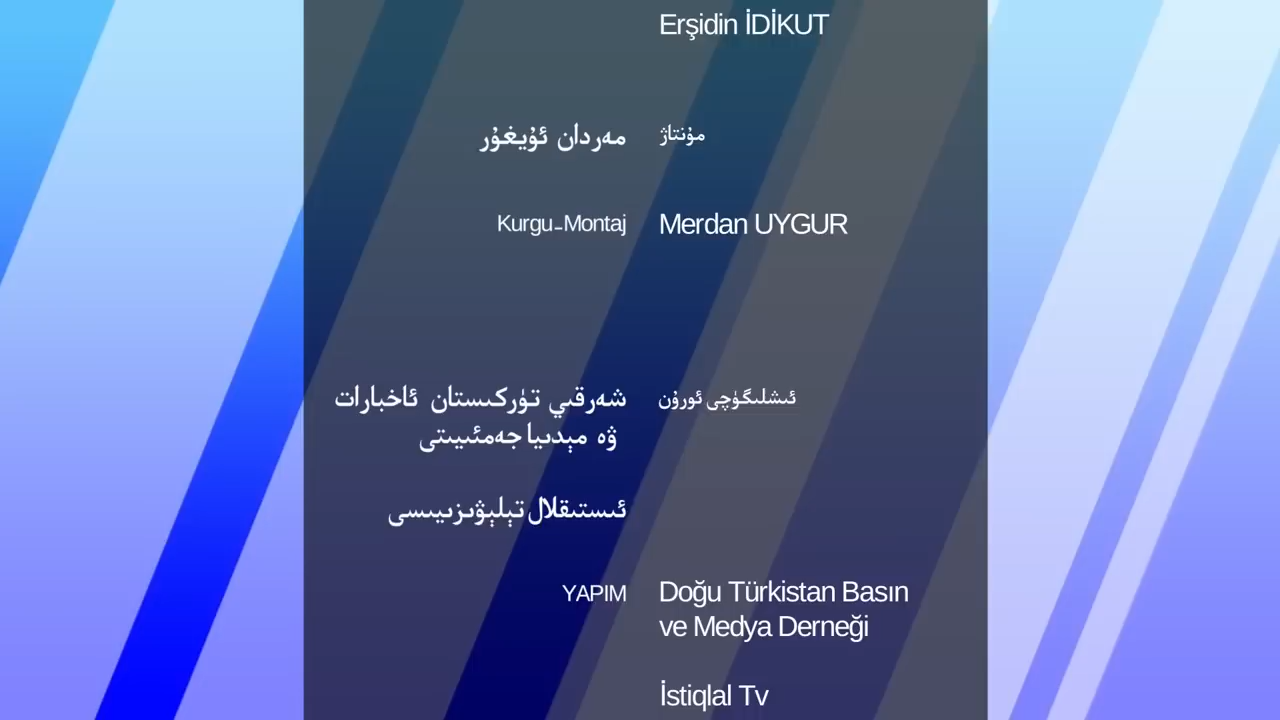 Erşidin İDİKUT
مۇنتاژ
مەردان ئۇيغۇر
Kurgu-Montaj
Merdan UYGUR
ئىشلىگۈچى ئورۇن
شەرقىي تۈركىستان ئاخبارات
ۋە مېدىيا جەمئىيىتى
ئىستىقلال تېلېۋىزىيىسى
YAPIM
Doğu Türkistan Basın
ve Medya Derneği
İstiqlal Tv